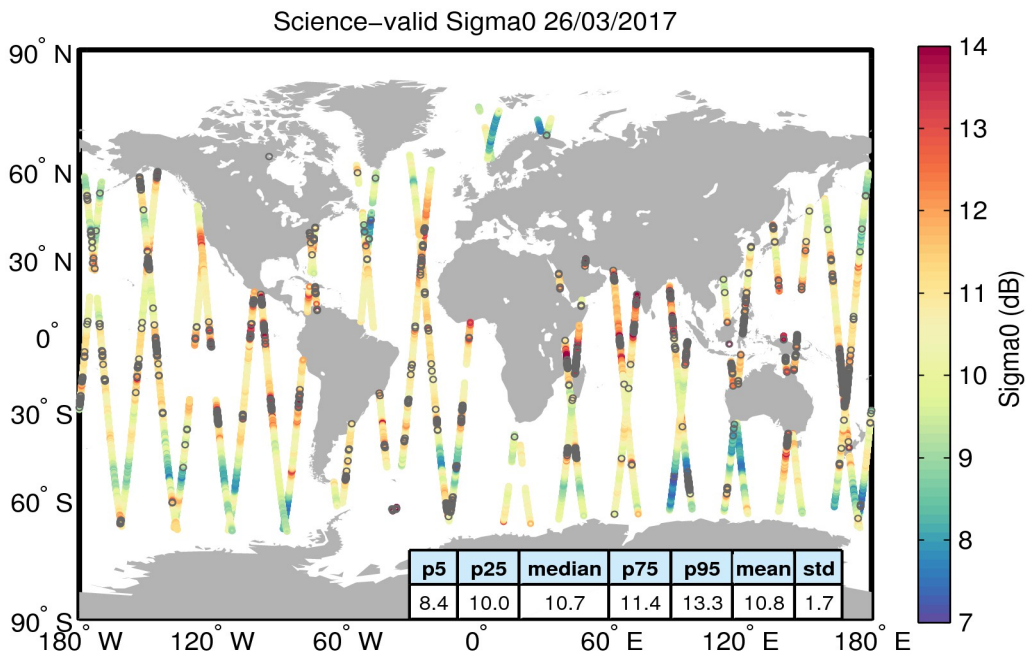 Science−valid Sigma0 26/03/2017
90° N
60° N
30° N
0°
30° S
60° S
90° S
180° W
120° W
60° W
0°
60° E
120° E
180° E
14
13
12
11
10
9
8
7
Sigma0 (dB)
p5 p25 median p75 p95 mean std
8.4 10.0 10.7 11.4 13.3 10.8 1.7